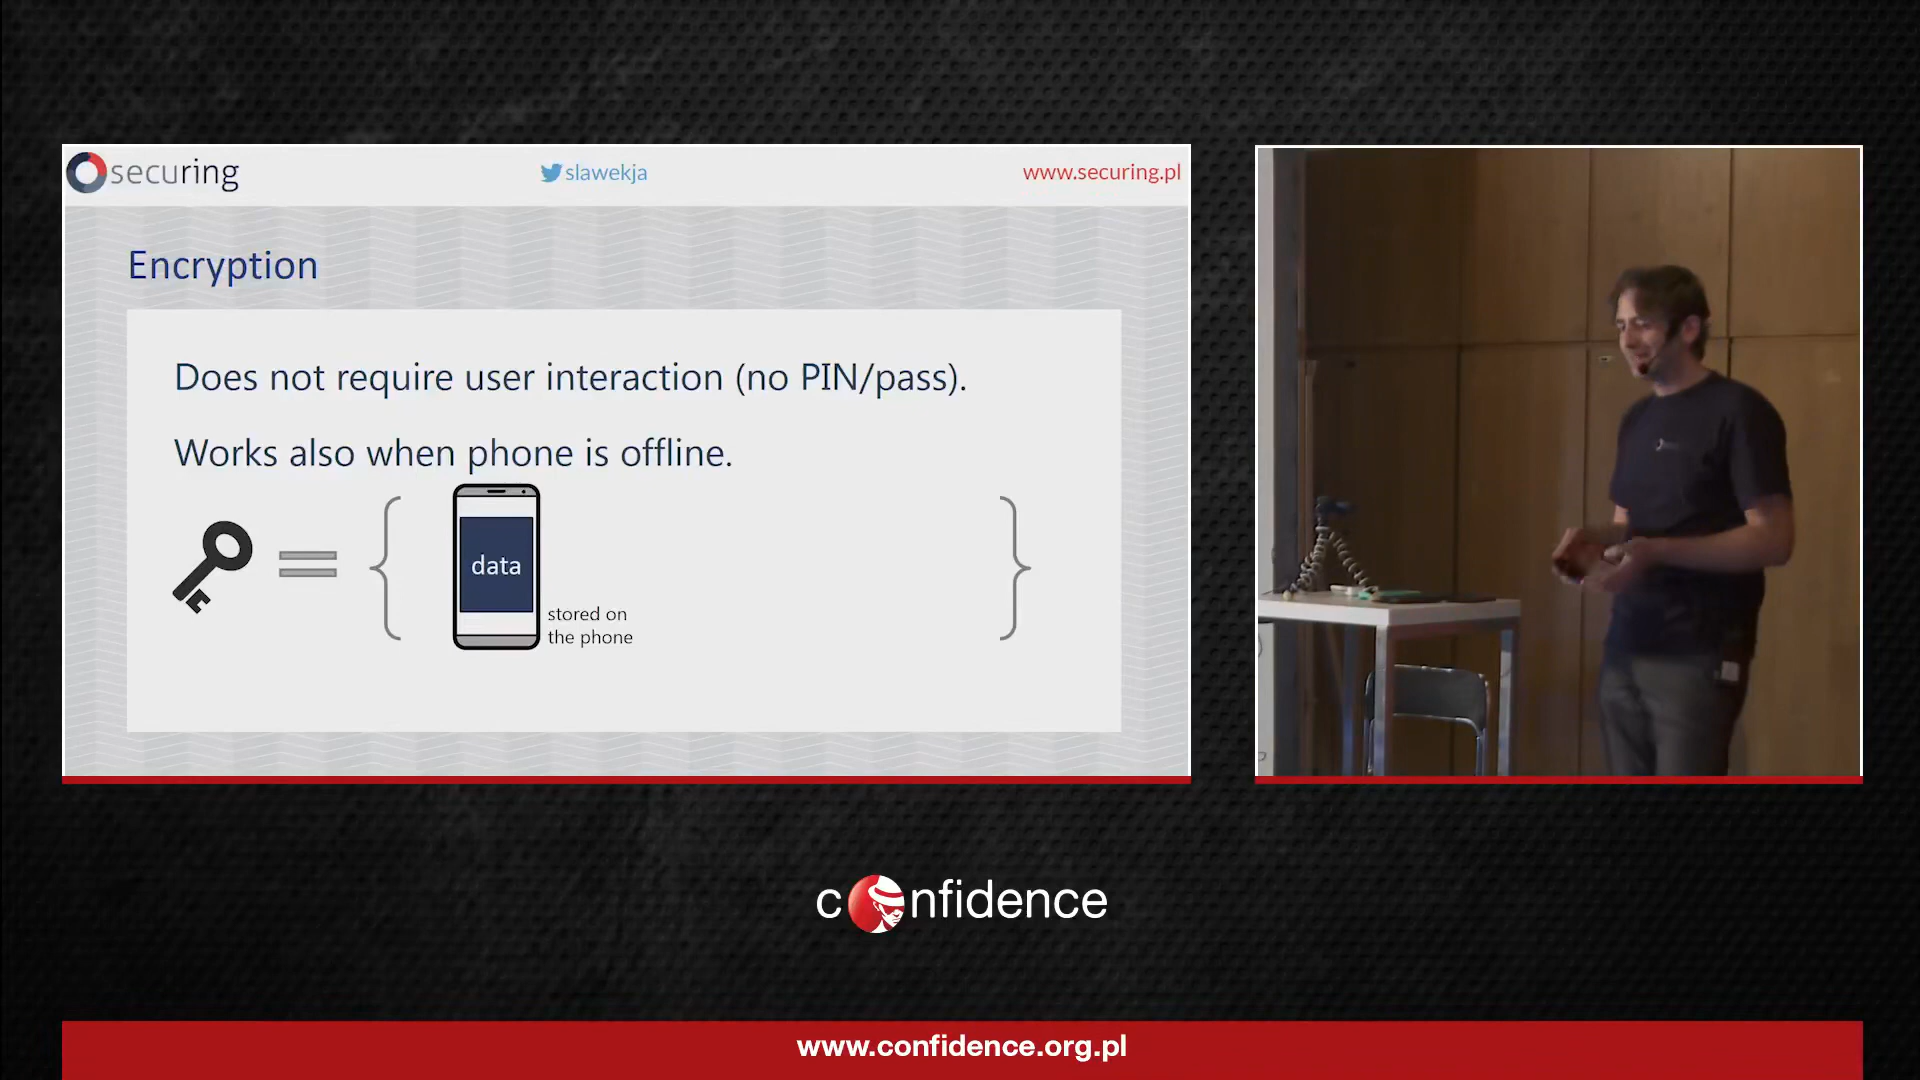 securing
slawekja
www.securing.pl
Encryption
Does not require user interaction (no PIN/pass).
Works also when phone is offline.
data
stored on
the phone
confidence
www.confidence.org.pl